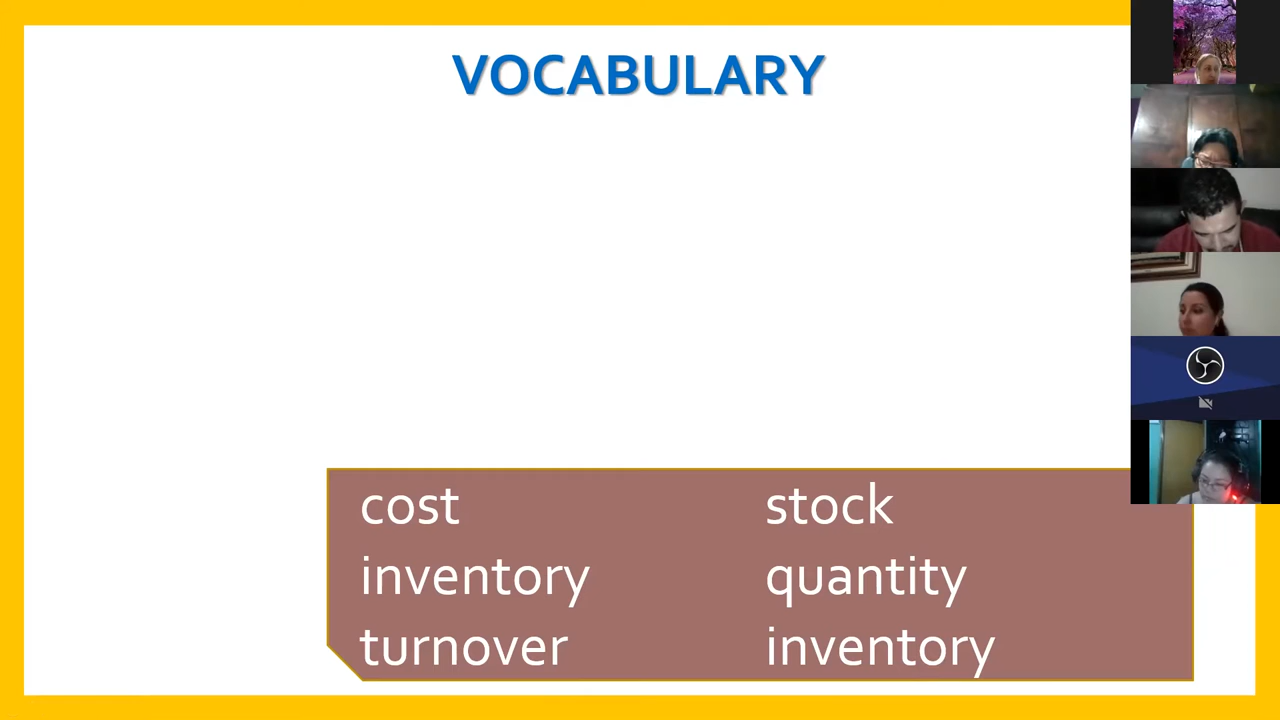 VOCABULARY
cost
inventory
turnover
stock
quantity
inventory